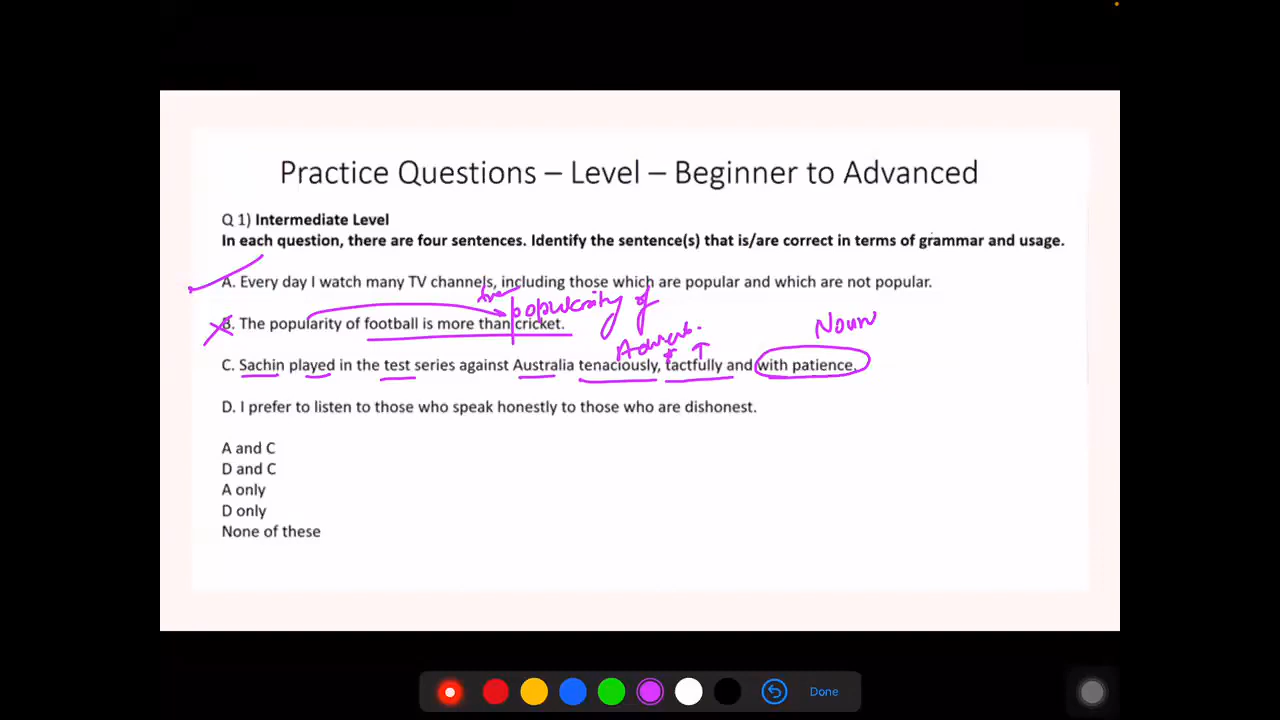 Practice Questions – Level – Beginner to Advanced
Q 1) Intermediate Level
In each question, there are four sentences. Identify the sentence(s) that is/are correct in terms of grammar and usage.
A. Every day I watch many TV channels, including those which are popular and which are not popular.
popularity of
B. The popularity of football is more than cricket.
Noun
Adverb
C. Sachin played in the test series against Australia tenaciously, tactfully and with patience.
D. I prefer to listen to those who speak honestly to those who are dishonest.
A and C
D and C
A only
D only
None of these
Done